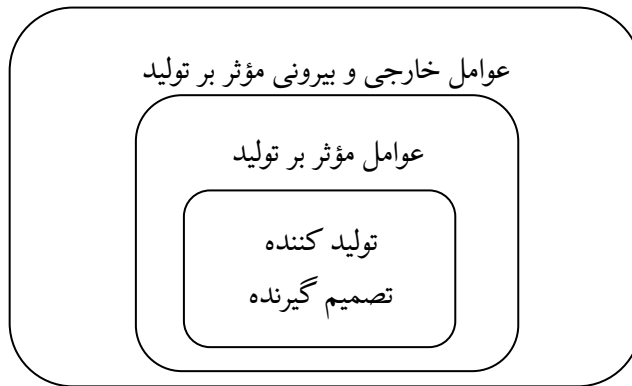 عوامل خارجی و بیرونی مؤثر بر تولید
عوامل مؤثر بر تولید
تولید کننده
تصمیم گیرنده